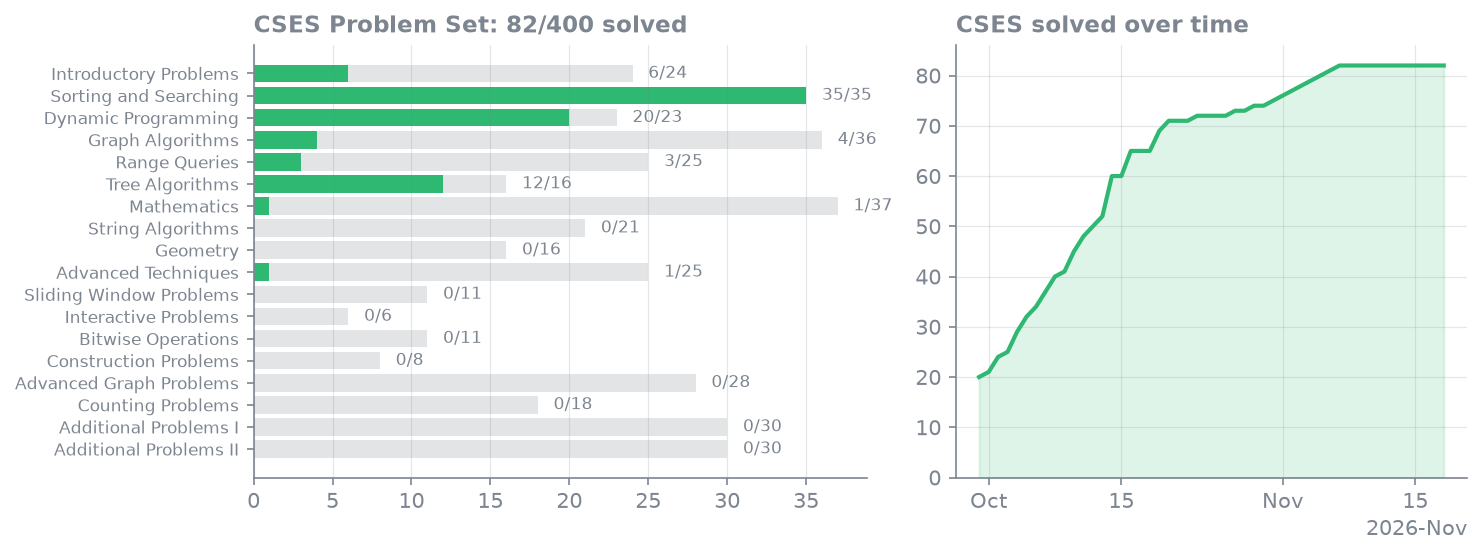 CSES Problem Set: 82/400 solved
Introductory Problems 6/24
Sorting and Searching 35/35
Dynamic Programming 20/23
Graph Algorithms 4/36
Range Queries 3/25
Tree Algorithms 12/16
Mathematics 1/37
String Algorithms 0/21
Geometry 0/16
Advanced Techniques 1/25
Sliding Window Problems 0/11
Interactive Problems 0/6
Bitwise Operations 0/11
Construction Problems 0/8
Advanced Graph Problems 0/28
Counting Problems 0/18
Additional Problems I 0/30
Additional Problems II 0/30
0 5 10 15 20 25 30 35
CSES solved over time
80
70
60
50
40
30
20
10
0
Oct 15 Nov 15
2026-Nov